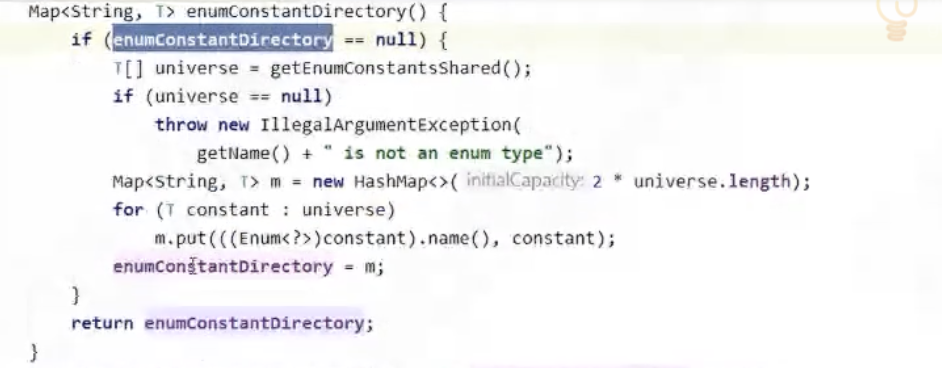 Map<String, T> enumConstantDirectory() {
    if (enumConstantDirectory == null) {
        T[] universe = getEnumConstantsShared();
        if (universe == null)
            throw new IllegalArgumentException(
                getName() + " is not an enum type");
        Map<String, T> m = new HashMap<>( initialCapacity: 2 * universe.length);
        for (T constant : universe)
            m.put(((Enum<?>)constant).name(), constant);
        enumConstantDirectory = m;
    }
    return enumConstantDirectory;
}